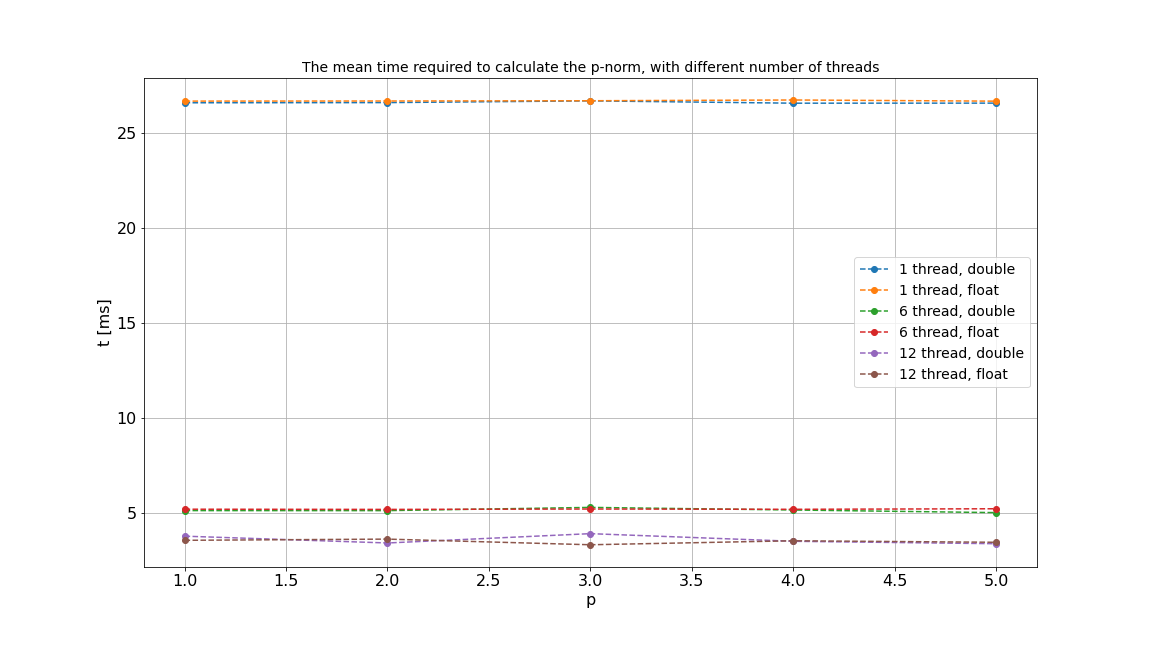 The mean time required to calculate the p-norm, with different number of threads
25
20
15
10
5
t [ms]
1 thread, double
1 thread, float
6 thread, double
6 thread, float
12 thread, double
12 thread, float
1.0 1.5 2.0 2.5 3.0 3.5 4.0 4.5 5.0
p